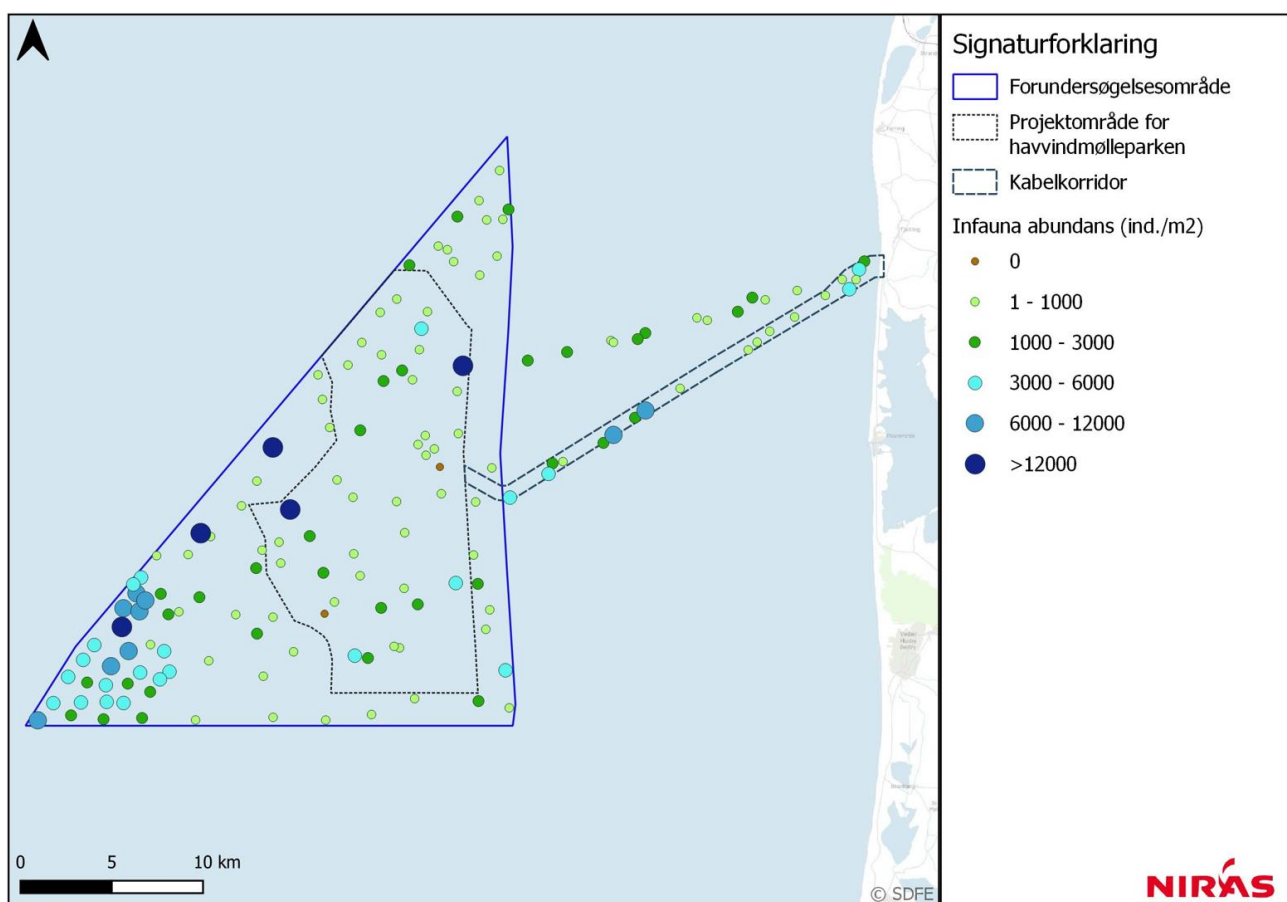 Signaturforklaring
Forundersøgelsesområde
Projektområde for
havvindmølleparken
Kabelkorridor
Infauna abundans (ind./m2)
0
1 - 1000
1000 - 3000
3000 - 6000
6000 - 12000
>12000
0 5 10 km
© SDFE
NIRAS